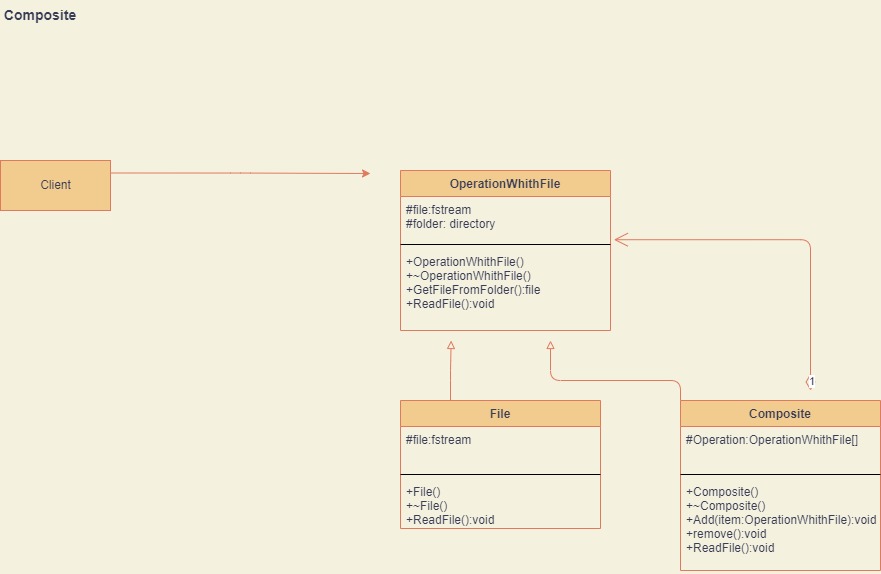 Composite
Client
OperationWhithFile
#file:fstream
#folder: directory
+OperationWhithFile()
+~OperationWhithFile()
+GetFileFromFolder():file
+ReadFile():void
1
File
#file:fstream
+File()
+~File()
+ReadFile():void
Composite
#Operation:OperationWhithFile[]
+Composite()
+~Composite()
+Add(item:OperationWhithFile):void
+remove():void
+ReadFile():void